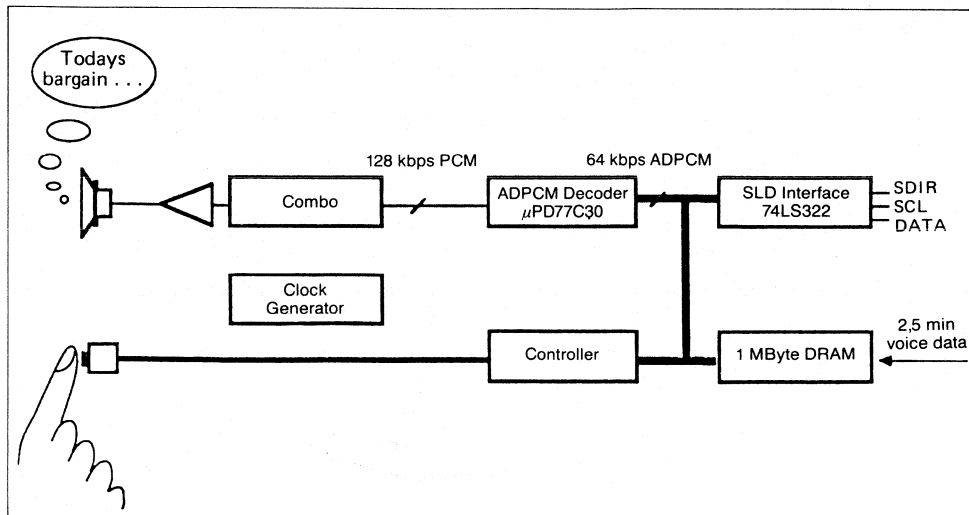 Todays
bargain . . .
128 kbps PCM
64 kbps ADPCM
Combo
ADPCM Decoder
µPD77C30
SLD Interface
74LS322
SDIR
SCL
DATA
Clock
Generator
Controller
1 MByte DRAM
2,5 min
voice data